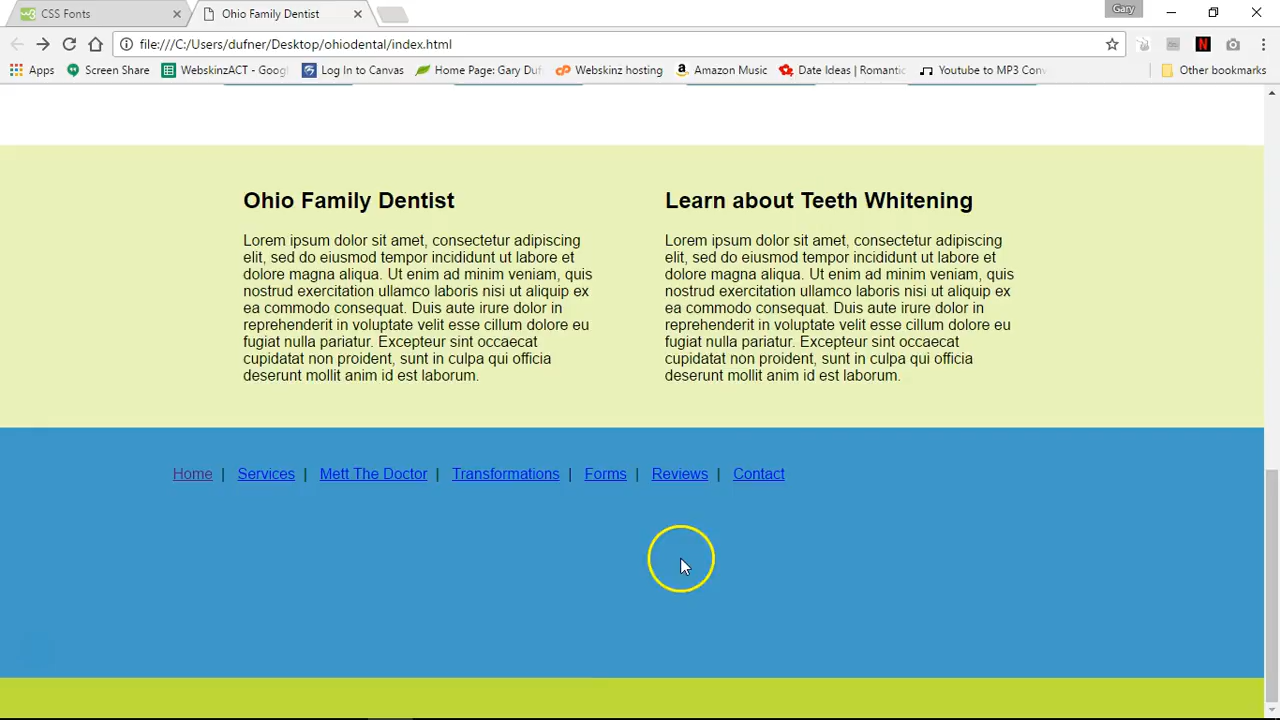 CSS Fonts
Ohio Family Dentist
Gary
file:///C:/Users/dufner/Desktop/ohiodental/index.html
Apps
Screen Share
WebskinzACT - Goog
Log In to Canvas
Home Page: Gary Duf
Webskinz hosting
Amazon Music
Date Ideas | Romantic
Youtube to MP3 Conv
Other bookmarks
Ohio Family Dentist
Lorem ipsum dolor sit amet, consectetur adipiscing
elit, sed do eiusmod tempor incididunt ut labore et
dolore magna aliqua. Ut enim ad minim veniam, quis
nostrud exercitation ullamco laboris nisi ut aliquip ex
ea commodo consequat. Duis aute irure dolor in
reprehenderit in voluptate velit esse cillum dolore eu
fugiat nulla pariatur. Excepteur sint occaecat
cupidatat non proident, sunt in culpa qui officia
deserunt mollit anim id est laborum.
Learn about Teeth Whitening
Lorem ipsum dolor sit amet, consectetur adipiscing
elit, sed do eiusmod tempor incididunt ut labore et
dolore magna aliqua. Ut enim ad minim veniam, quis
nostrud exercitation ullamco laboris nisi ut aliquip ex
ea commodo consequat. Duis aute irure dolor in
reprehenderit in voluptate velit esse cillum dolore eu
fugiat nulla pariatur. Excepteur sint occaecat
cupidatat non proident, sunt in culpa qui officia
deserunt mollit anim id est laborum.
Home | Services | Mett The Doctor | Transformations | Forms | Reviews | Contact